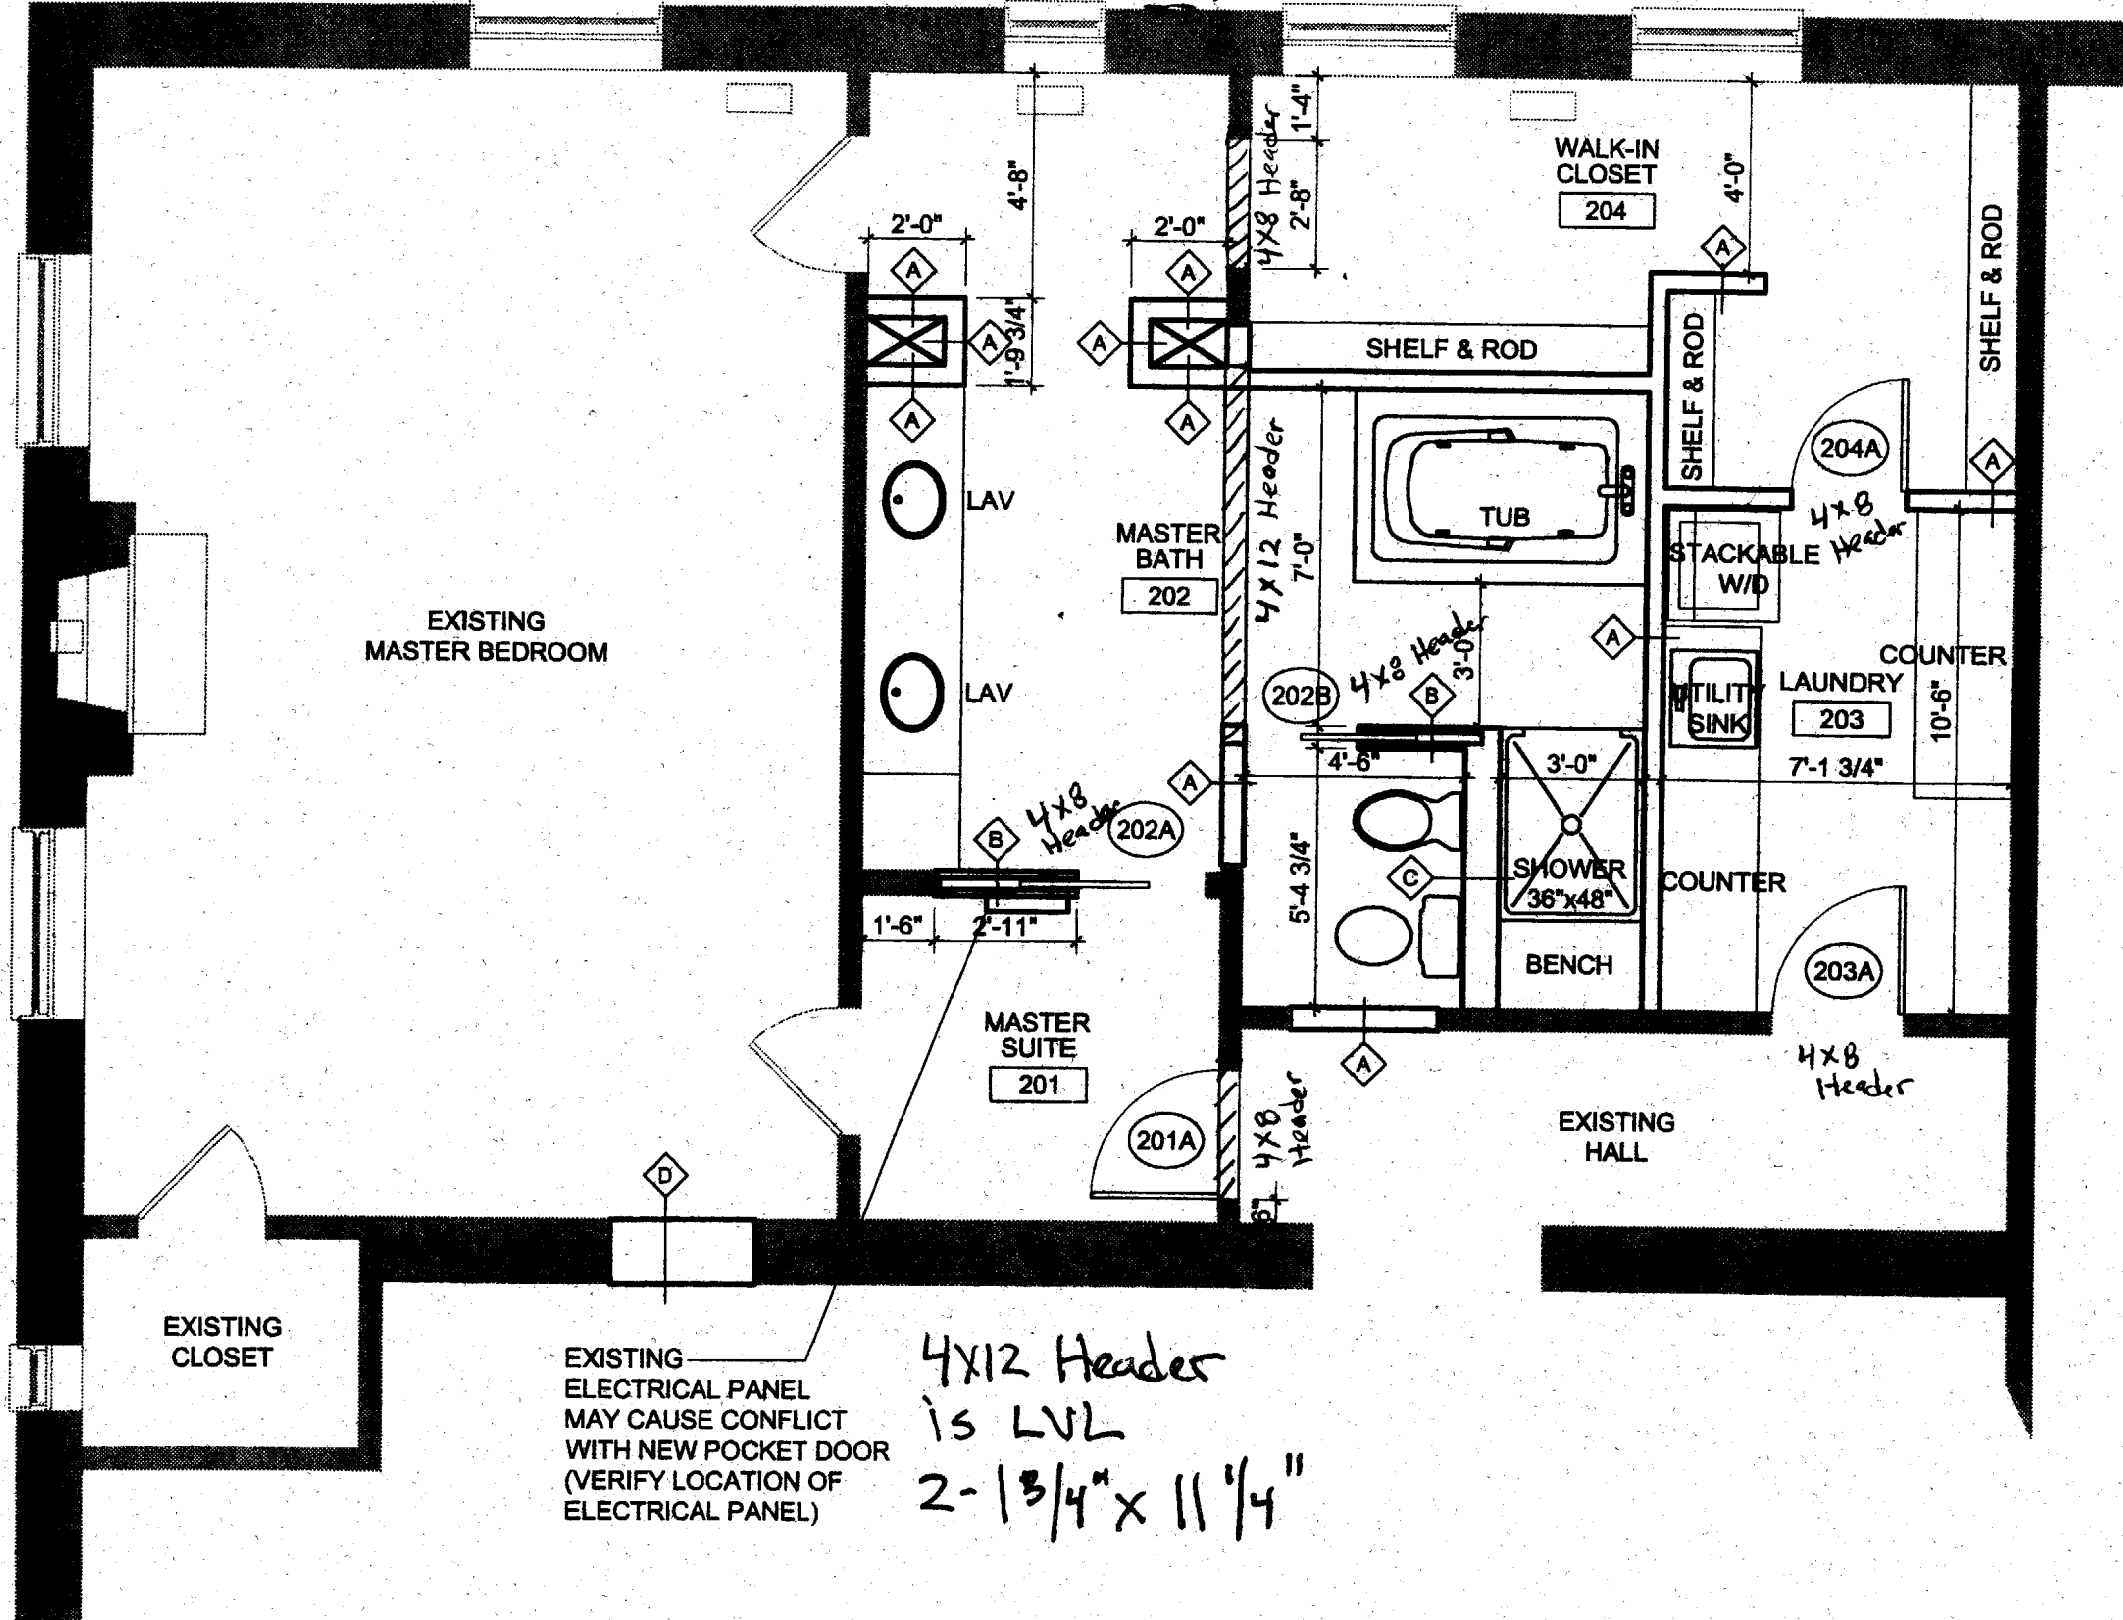 1'-4"
4X8 Header
2'-8"
4'-8"
2'-0"
2'-0"
A
A
A
A
A
A
1'-9 3/4"
WALK-IN
CLOSET
204
4'-0"
A
SHELF & ROD
SHELF & ROD
SHELF & ROD
204A
A
4X8
Header
LAV
LAV
MASTER
BATH
202
4X12 Header
7'-0"
TUB
STACKABLE
W/D
A
COUNTER
UTILITY
SINK
LAUNDRY
203
10'-6"
EXISTING
MASTER BEDROOM
202B
4X8 Header
B
3'-0"
4'-6"
3'-0"
7'-1 3/4"
A
4X8
Header
202A
B
5'-4 3/4"
C
SHOWER
36"x48"
COUNTER
1'-6"
2'-11"
BENCH
203A
MASTER
SUITE
201
A
4X8
Header
201A
4X8
Header
6"
EXISTING
HALL
D
EXISTING
CLOSET
EXISTING
ELECTRICAL PANEL
MAY CAUSE CONFLICT
WITH NEW POCKET DOOR
(VERIFY LOCATION OF
ELECTRICAL PANEL)
4X12 Header
is LVL
2-1 3/4" x 11 1/4"